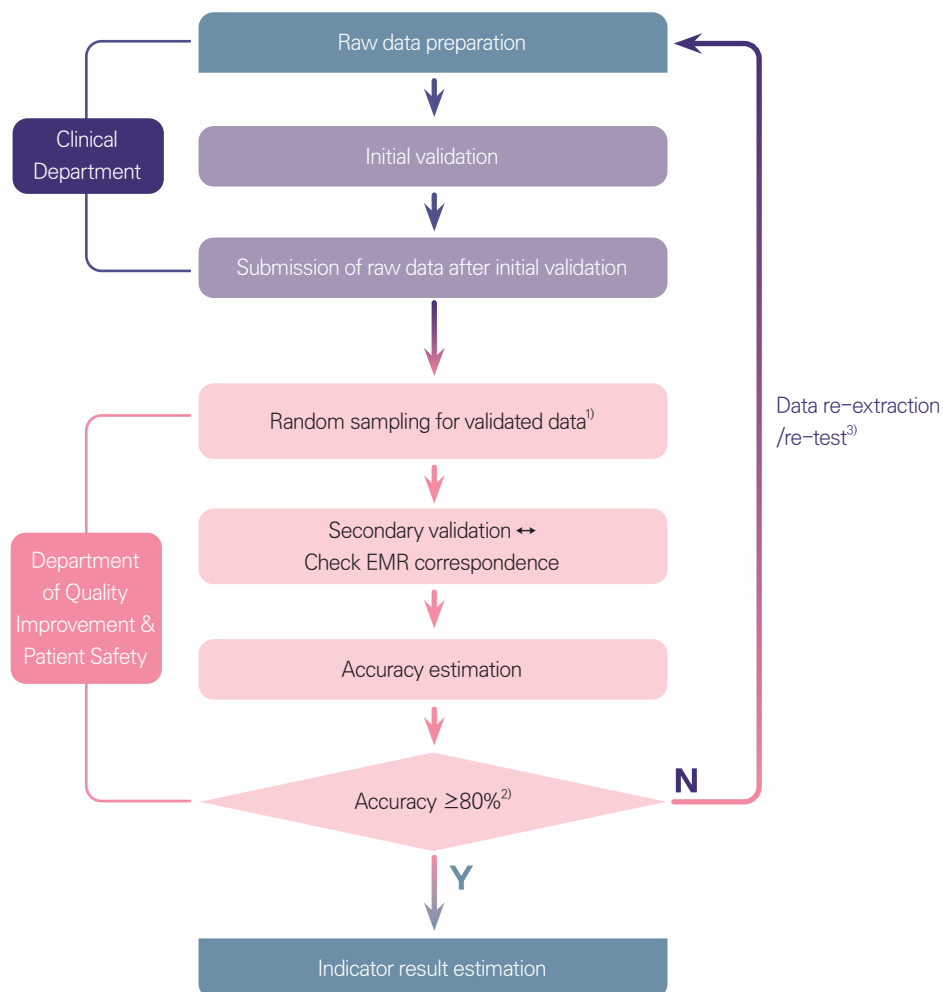 Raw data preparation
Clinical
Department
Initial validation
Submission of raw data after initial validation
Random sampling for validated data1)
Data re-extraction
/re-test3)
Secondary validation ↔
Check EMR correspondence
Department
of Quality
Improvement &
Patient Safety
Accuracy estimation
Accuracy ≥80%2)
N
Y
Indicator result estimation